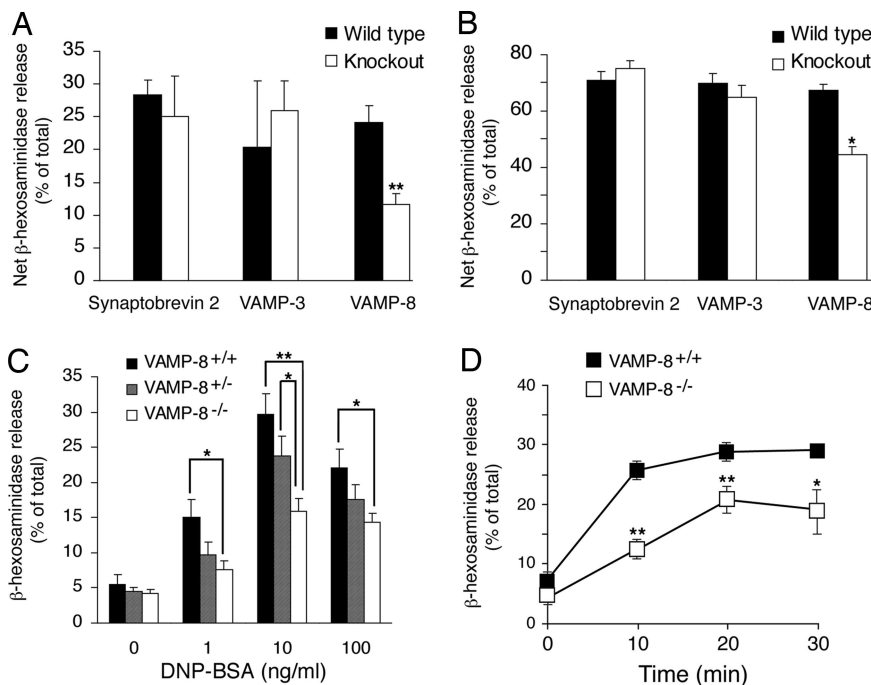 A
Wild type
Knockout
Net β-hexosaminidase release
(% of total)
35
30
25
20
15
10
5
0
**
Synaptobrevin 2 VAMP-3 VAMP-8
B
Wild type
Knockout
Net β-hexosaminidase release
(% of total)
80
60
40
60
80
0
*
Synaptobrevin 2 VAMP-3 VAMP-8
C
VAMP-8+/+
VAMP-8+/-
VAMP-8-/-
β-hexosaminidase release
(% of total)
35
30
25
20
15
10
5
0
*
**
*
*
0 1 10 100
DNP-BSA (ng/ml)
D
VAMP-8+/+
VAMP-8-/-
β-hexosaminidase release
(% of total)
40
30
20
10
0
**
**
*
0 10 20 30
Time (min)